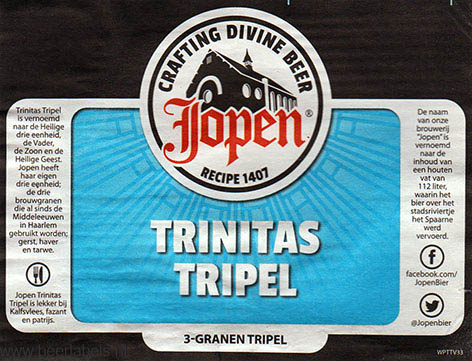 CRAFTING DIVINE BEER
Jopen®
RECIPE 1407
Trinitas Tripel
is vernoemd
naar de Heilige
drie eenheid,
de Vader,
de Zoon en de
Heilige Geest.
Jopen heeft
haar eigen
drie eenheid;
de drie
brouwgranen
die al sinds de
Middeleeuwen
in Haarlem
gebruikt worden;
gerst, haver
en tarwe.
Jopen Trinitas
Tripel is lekker bij
Kalfsvlees, fazant
en patrijs.
TRINITAS
TRIPEL
3-GRANEN TRIPEL
De naam
van onze
brouwerij
"Jopen" is
vernoemd
naar de
inhoud van
een houten
vat van
112 liter,
waarin het
bier over het
stadsriviertje
het Spaarne
werd
vervoerd.
facebook.com/
JopenBier
@Jopenbier
WPTTV33